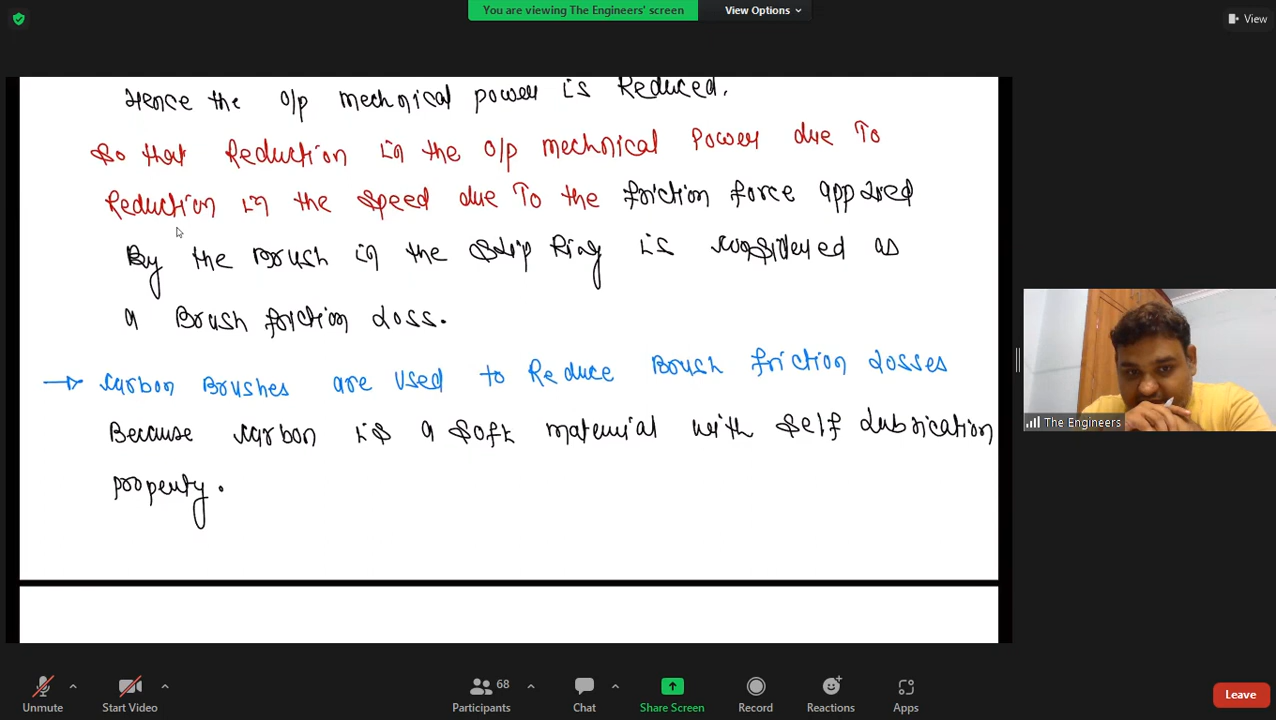 You are viewing The Engineers' screen
View Options
View
Hence the o/p mechnical power is Reduced.
So that Reduction in the o/p mechnical Power due To
Reduction in the Speed due To the friction force appared
By the Brush in the Slip Ring is considered as
a Brush friction Loss.
→ Carbon Brushes are Used to Reduce Brush friction Losses
Because carbon is a soft material with self Lubrication
property.
The Engineers
Unmute
Start Video
68
Participants
Chat
Share Screen
Record
Reactions
Apps
Leave